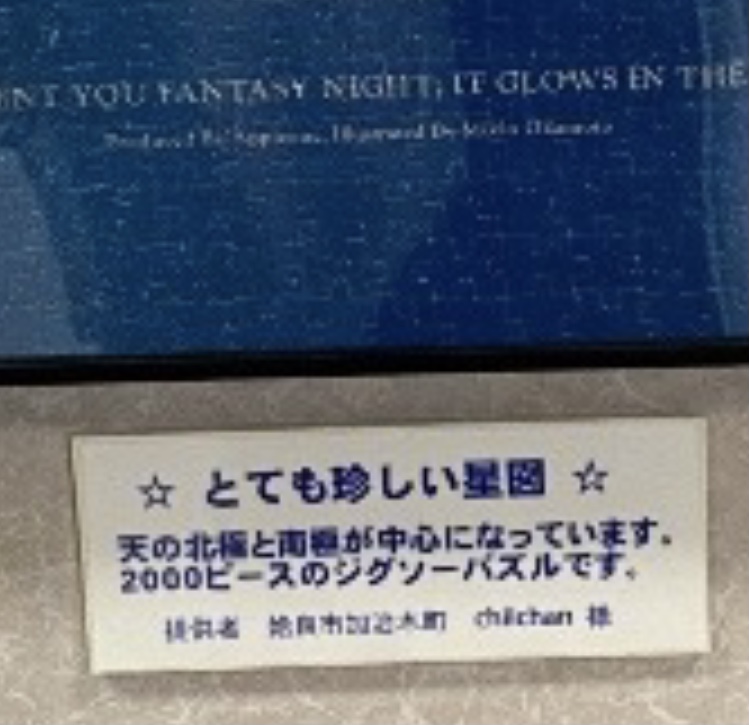 ENT YOU FANTASY NIGHT; IT GLOWS IN THE
☆ とても珍しい星図 ☆
天の北極と南極が中心になっています。
2000ピースのジグソーパズルです。
提供者 姶良市加治木町 様